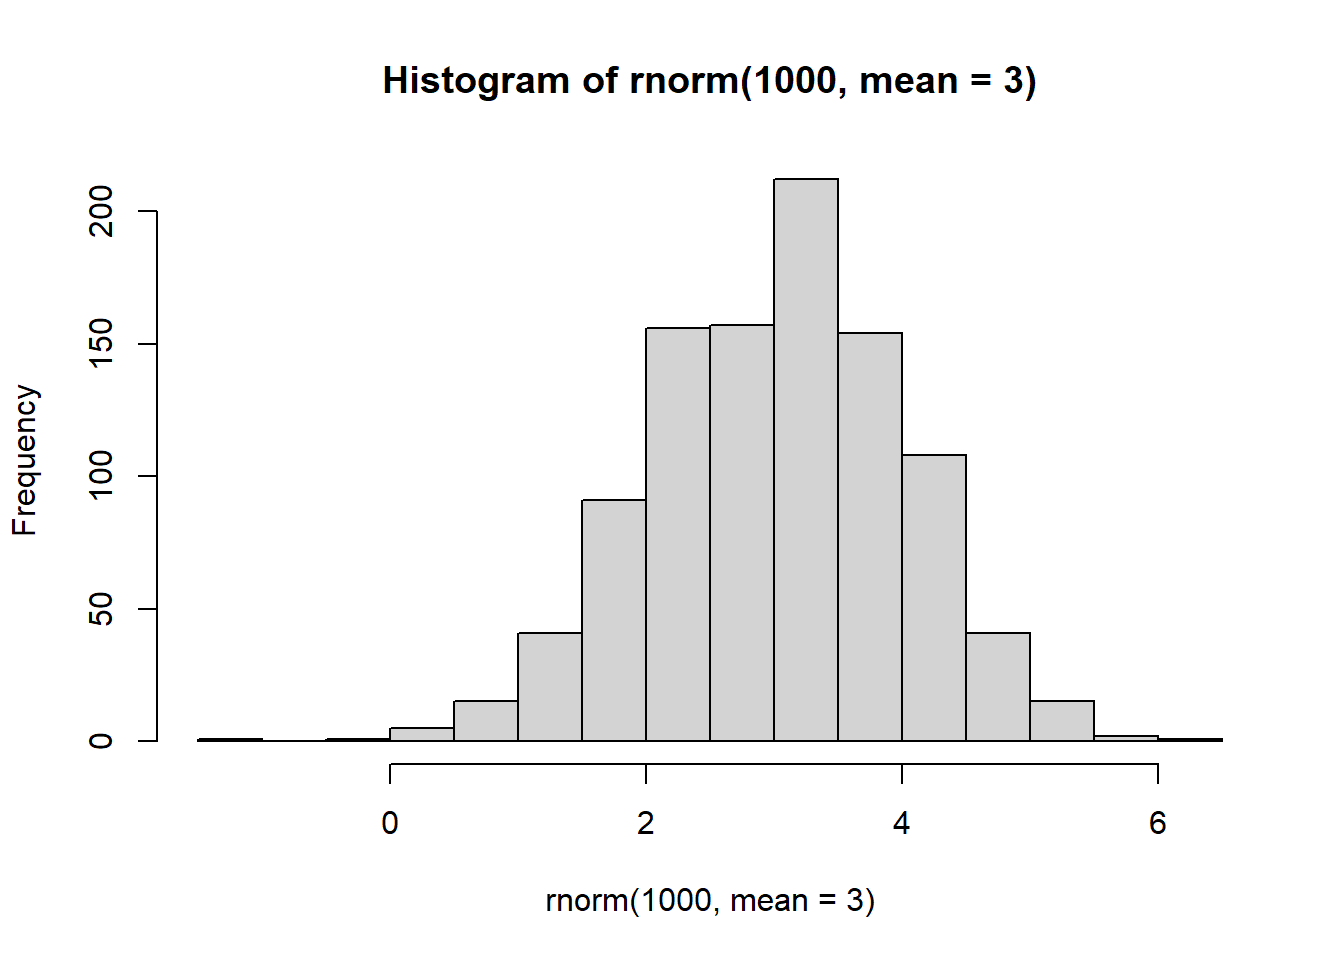 Histogram of rnorm(1000, mean = 3)
Frequency
200
150
100
50
0
0 2 4 6
rnorm(1000, mean = 3)